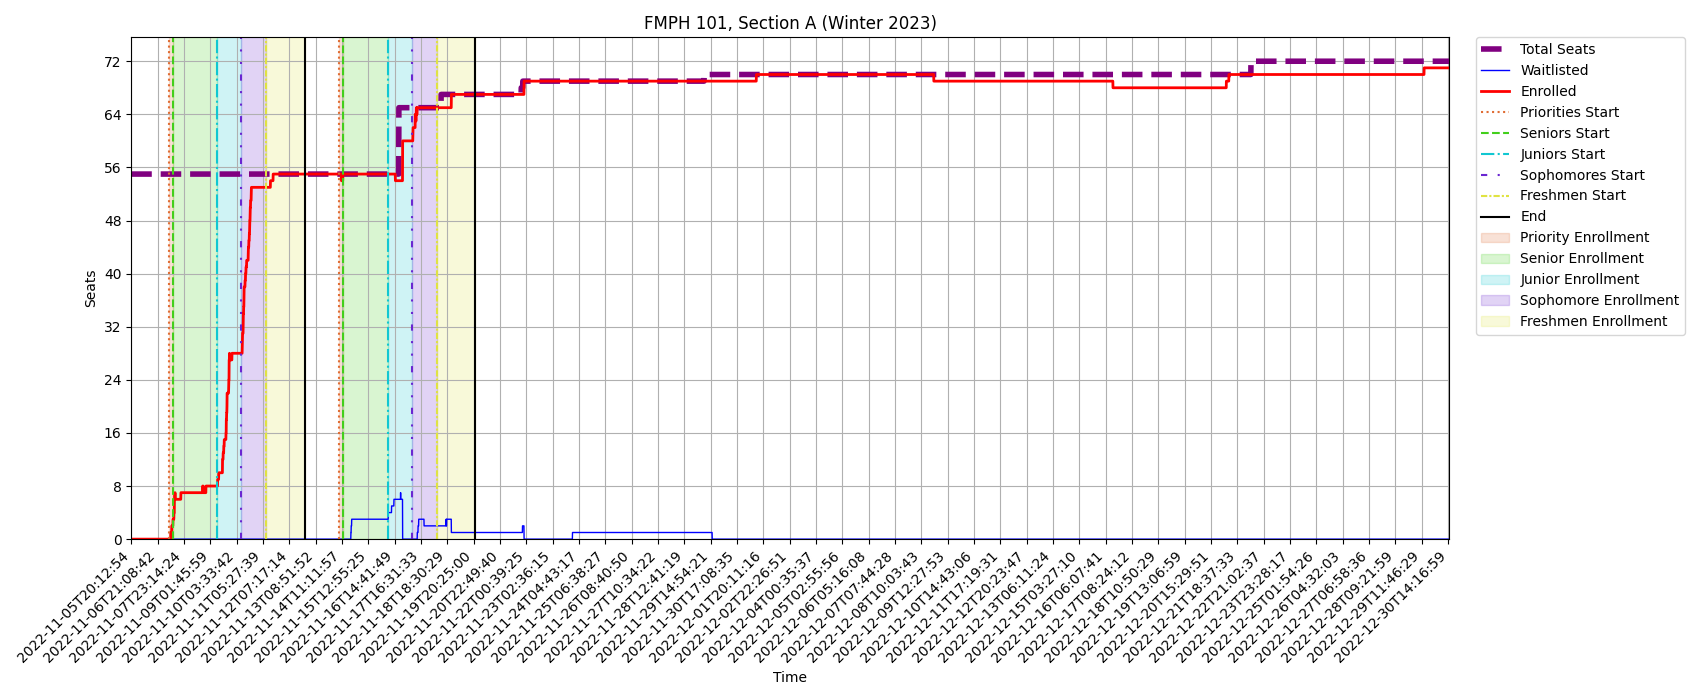 FMPH 101, Section A (Winter 2023)
Total Seats
Waitlisted
Enrolled
Priorities Start
Seniors Start
Juniors Start
Sophomores Start
Freshmen Start
End
Priority Enrollment
Senior Enrollment
Junior Enrollment
Sophomore Enrollment
Freshmen Enrollment
Seats
72
64
56
48
40
32
24
16
8
0
2022-11-05T20:12:54
2022-11-06T21:08:42
2022-11-07T23:14:24
2022-11-09T01:45:59
2022-11-10T03:33:42
2022-11-11T05:27:39
2022-11-12T07:17:14
2022-11-13T08:51:52
2022-11-14T11:11:57
2022-11-15T12:55:25
2022-11-16T14:41:49
2022-11-17T16:31:33
2022-11-18T18:30:29
2022-11-19T20:25:00
2022-11-20T22:49:40
2022-11-22T00:39:25
2022-11-23T02:36:15
2022-11-24T04:43:17
2022-11-25T06:38:27
2022-11-26T08:40:50
2022-11-27T10:34:22
2022-11-28T12:41:19
2022-11-29T14:54:21
2022-11-30T17:08:35
2022-12-01T20:11:16
2022-12-02T22:26:51
2022-12-04T00:35:37
2022-12-05T02:55:56
2022-12-06T05:16:08
2022-12-07T07:44:28
2022-12-08T10:03:43
2022-12-09T12:27:53
2022-12-10T14:43:06
2022-12-11T17:19:31
2022-12-12T20:23:47
2022-12-13T06:11:24
2022-12-15T03:27:10
2022-12-16T06:07:41
2022-12-17T08:24:12
2022-12-18T10:50:29
2022-12-19T13:06:59
2022-12-20T15:29:51
2022-12-21T18:37:33
2022-12-22T21:02:37
2022-12-23T23:28:17
2022-12-25T01:54:26
2022-12-26T04:32:03
2022-12-27T06:58:36
2022-12-28T09:21:59
2022-12-29T11:46:29
2022-12-30T14:16:59
Time